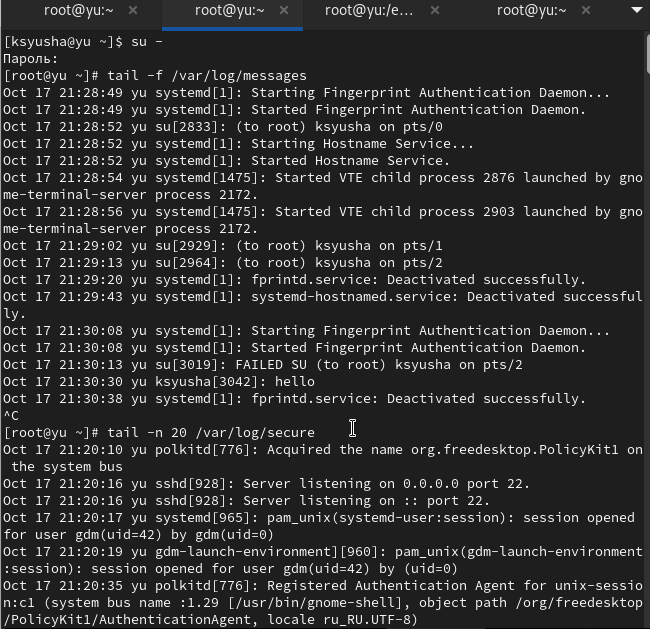 root@yu:~ × root@yu:~ × root@yu:/e... × root@yu:~ ×
[ksyusha@yu ~]$ su -
Пароль:
[root@yu ~]# tail -f /var/log/messages
Oct 17 21:28:49 yu systemd[1]: Starting Fingerprint Authentication Daemon...
Oct 17 21:28:49 yu systemd[1]: Started Fingerprint Authentication Daemon.
Oct 17 21:28:52 yu su[2833]: (to root) ksyusha on pts/0
Oct 17 21:28:52 yu systemd[1]: Starting Hostname Service...
Oct 17 21:28:52 yu systemd[1]: Started Hostname Service.
Oct 17 21:28:54 yu systemd[1475]: Started VTE child process 2876 launched by gno
me-terminal-server process 2172.
Oct 17 21:28:56 yu systemd[1475]: Started VTE child process 2903 launched by gno
me-terminal-server process 2172.
Oct 17 21:29:02 yu su[2929]: (to root) ksyusha on pts/1
Oct 17 21:29:13 yu su[2964]: (to root) ksyusha on pts/2
Oct 17 21:29:20 yu systemd[1]: fprintd.service: Deactivated successfully.
Oct 17 21:29:43 yu systemd[1]: systemd-hostnamed.service: Deactivated successful
ly.
Oct 17 21:30:08 yu systemd[1]: Starting Fingerprint Authentication Daemon...
Oct 17 21:30:08 yu systemd[1]: Started Fingerprint Authentication Daemon.
Oct 17 21:30:13 yu su[3019]: FAILED SU (to root) ksyusha on pts/2
Oct 17 21:30:30 yu ksyusha[3042]: hello
Oct 17 21:30:38 yu systemd[1]: fprintd.service: Deactivated successfully.
^C
[root@yu ~]# tail -n 20 /var/log/secure
Oct 17 21:20:10 yu polkitd[776]: Acquired the name org.freedesktop.PolicyKit1 on
 the system bus
Oct 17 21:20:16 yu sshd[928]: Server listening on 0.0.0.0 port 22.
Oct 17 21:20:16 yu sshd[928]: Server listening on :: port 22.
Oct 17 21:20:17 yu systemd[965]: pam_unix(systemd-user:session): session opened
for user gdm(uid=42) by gdm(uid=0)
Oct 17 21:20:19 yu gdm-launch-environment][960]: pam_unix(gdm-launch-environment
:session): session opened for user gdm(uid=42) by (uid=0)
Oct 17 21:20:35 yu polkitd[776]: Registered Authentication Agent for unix-sessio
n:c1 (system bus name :1.29 [/usr/bin/gnome-shell], object path /org/freedesktop
/PolicyKit1/AuthenticationAgent, locale ru_RU.UTF-8)